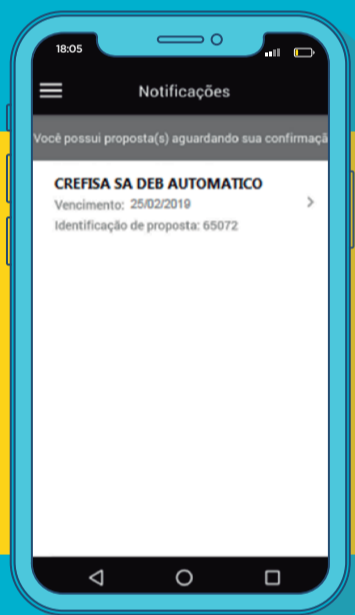 18:05
Notificações
Você possui proposta(s) aguardando sua confirmaçã
CREFISA SA DEB AUTOMATICO
Vencimento: 25/02/2019
Identificação de proposta: 65072